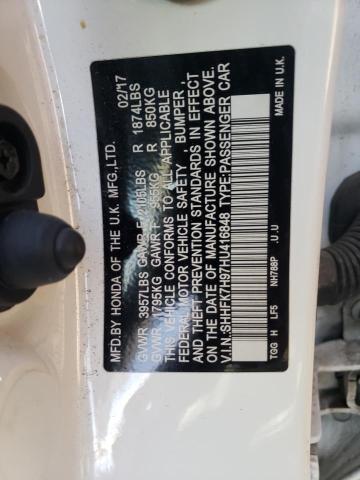 MFD.BY HONDA OF THE U.K. MFG.,LTD. 02/17
GVWR 3957LBS GAWR F 2105LBS R 1874LBS
GVWR 1795KG GAWR F 955KG R 850KG
THIS VEHICLE CONFORMS TO ALL APPLICABLE
FEDERAL MOTOR VEHICLE SAFETY, BUMPER,
AND THEFT PREVENTION STANDARDS IN EFFECT
ON THE DATE OF MANUFACTURE SHOWN ABOVE.
V.I.N.:SHHFK7H97HU416848 TYPE:PASSENGER CAR
.U .U
TGG H LF5 NH788P MADE IN U.K.